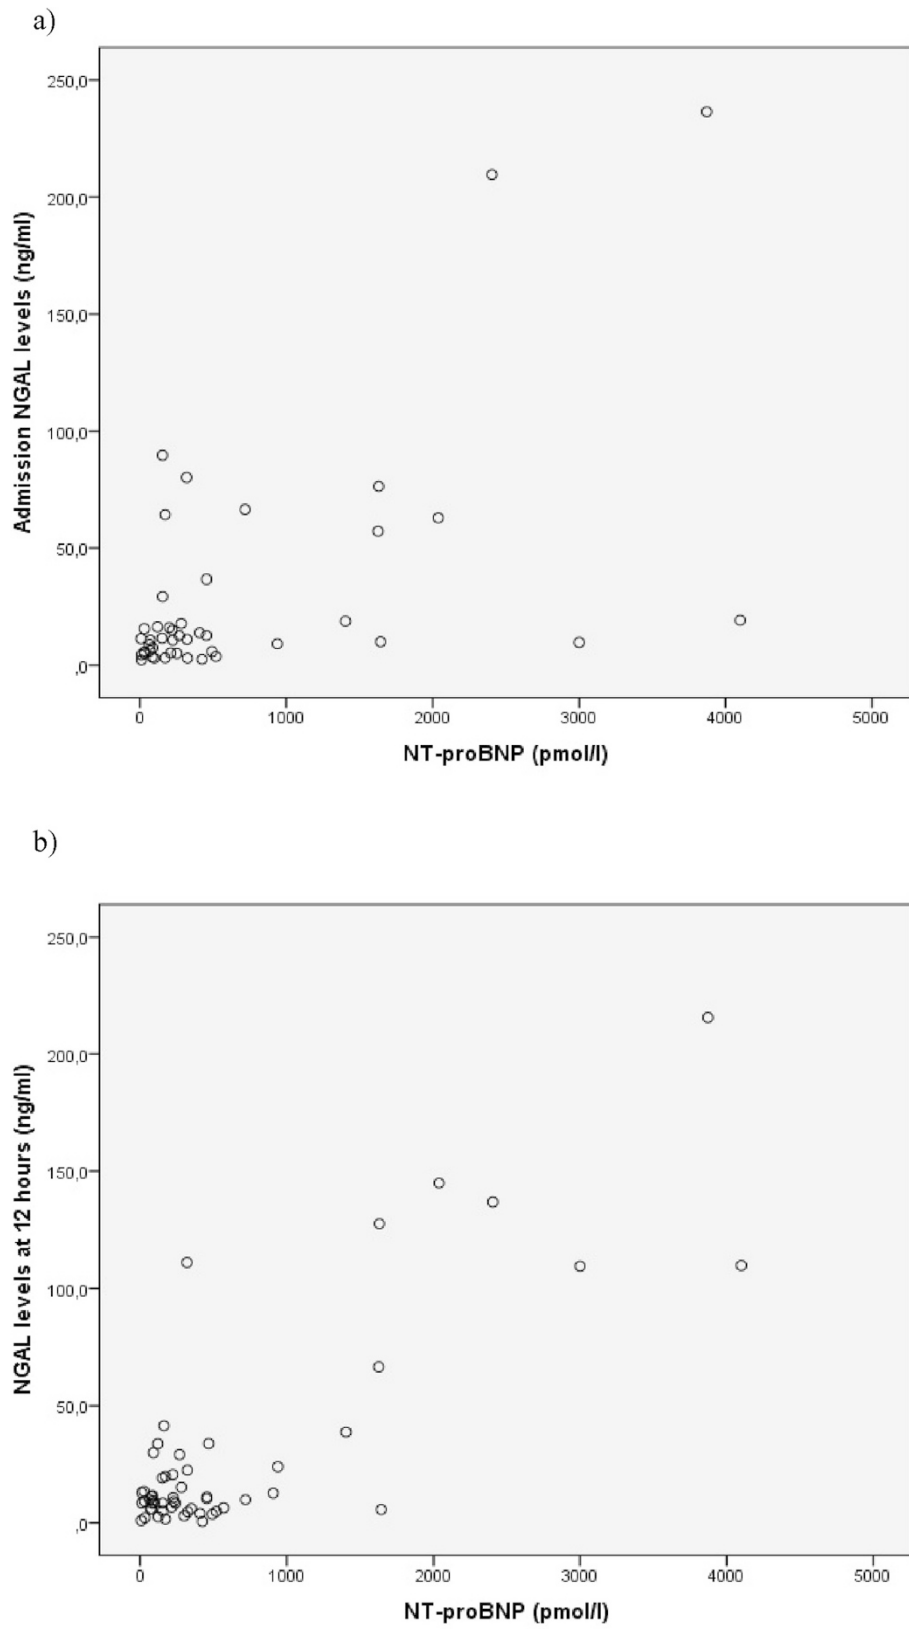 a)
250,0
200,0
150,0
100,0
50,0
,0
Admission NGAL levels (ng/ml)
0 1000 2000 3000 4000 5000
NT-proBNP (pmol/l)
b)
250,0
200,0
150,0
100,0
50,0
,0
NGAL levels at 12 hours (ng/ml)
0 1000 2000 3000 4000 5000
NT-proBNP (pmol/l)